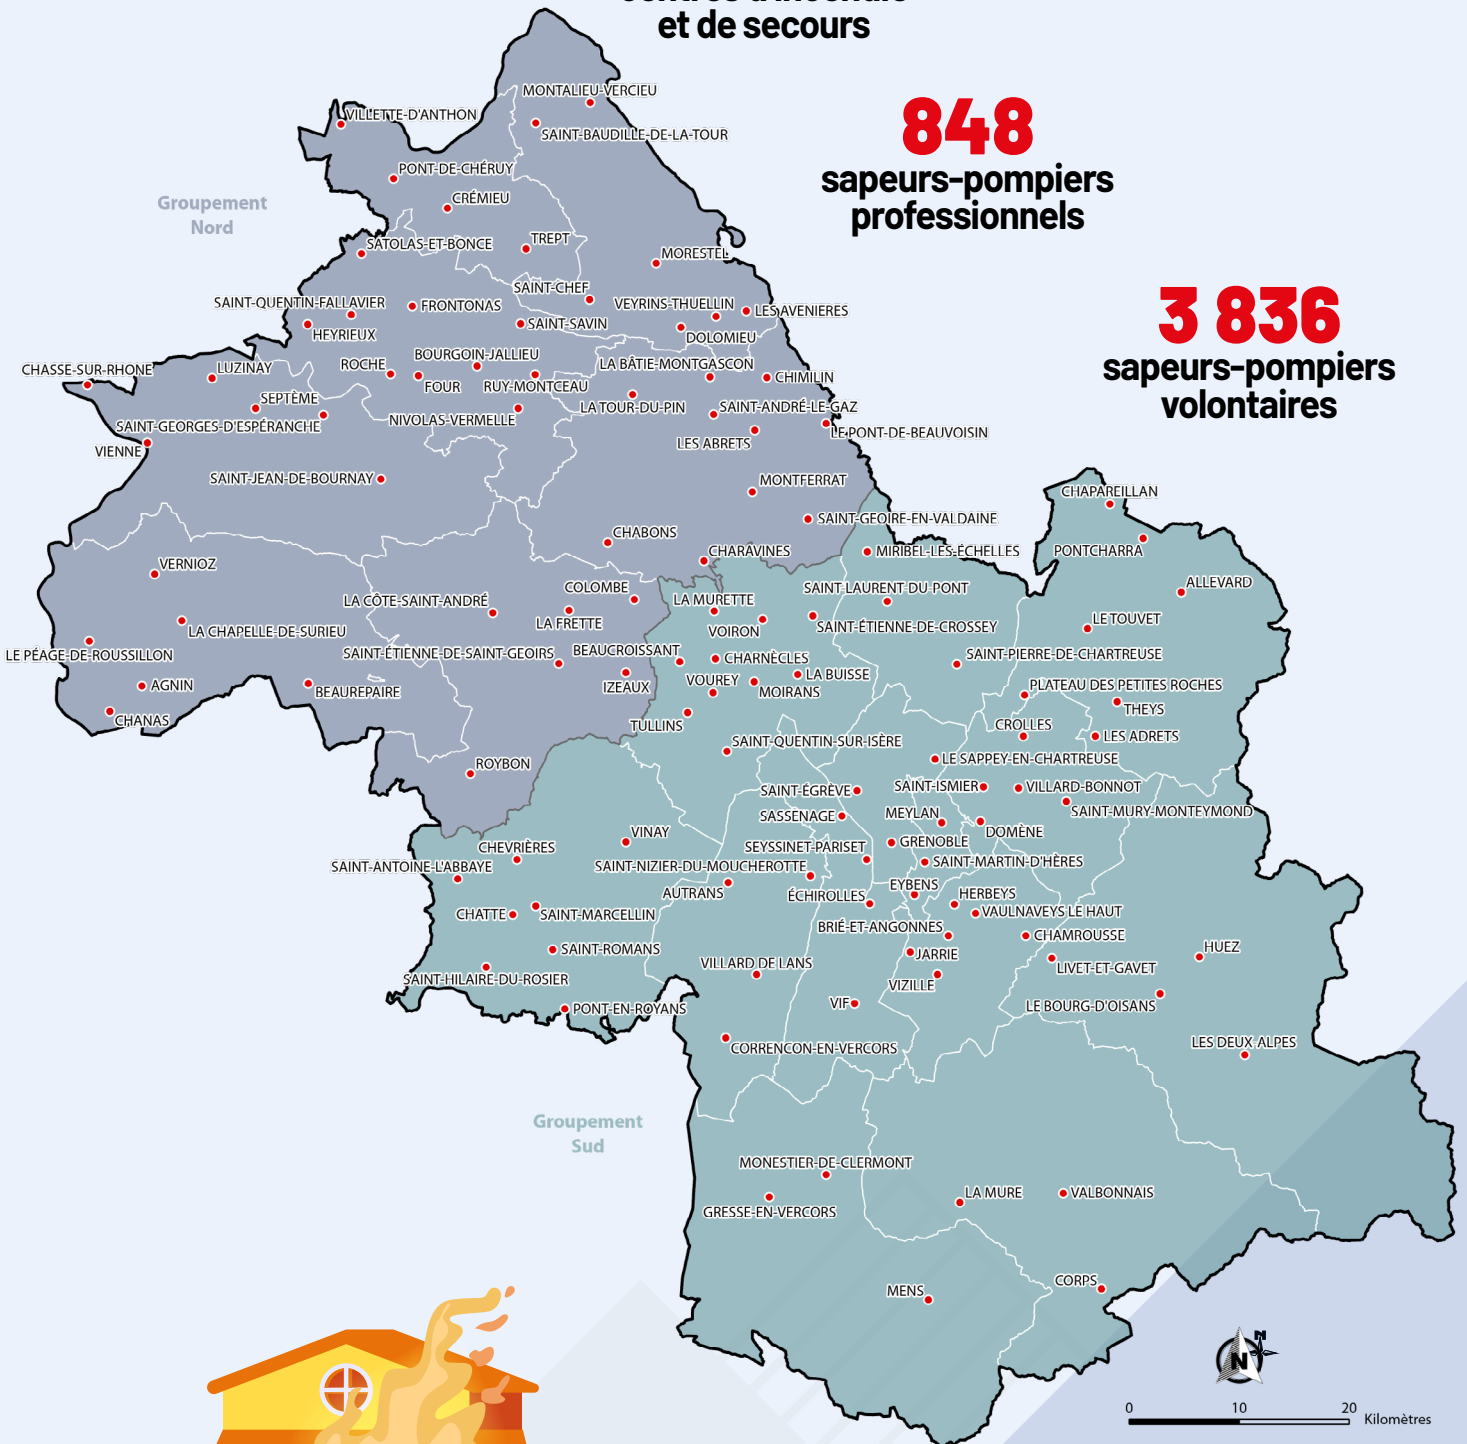 centres d'incendie
et de secours
848
sapeurs-pompiers
professionnels
3 836
sapeurs-pompiers
volontaires
Groupement
Nord
MONTALIEU-VERCIEU
VILLETTE-D'ANTHON
SAINT-BAUDILLE-DE-LA-TOUR
PONT-DE-CHÉRUY
CRÉMIEU
SATOLAS-ET-BONCE
TREPT
MORESTEL
SAINT-CHEF
SAINT-QUENTIN-FALLAVIER
FRONTONAS
VEYRINS-THUELLIN
LES AVENIERES
HEYRIEUX
SAINT-SAVIN
DOLOMIEU
CHASSE-SUR-RHONE
LUZINAY
ROCHE
BOURGOIN-JALLIEU
LA BÂTIE-MONTGASCON
FOUR
RUY-MONTCEAU
CHIMILIN
SEPTÈME
LA TOUR-DU-PIN
SAINT-ANDRÉ-LE-GAZ
SAINT-GEORGES-D'ESPÉRANCHE
NIVOLAS-VERMELLE
LE PONT-DE-BEAUVOISIN
VIENNE
LES ABRETS
SAINT-JEAN-DE-BOURNAY
MONTFERRAT
CHAPAREILLAN
SAINT-GEOIRE-EN-VALDAINE
CHABONS
CHARAVINES
MIRIBEL-LES-ÉCHELLES
PONTCHARRA
VERNIOZ
ALLEVARD
COLOMBE
SAINT-LAURENT-DU-PONT
LA CÔTE-SAINT-ANDRÉ
LA MURETTE
LE TOUVET
LA CHAPELLE-DE-SURIEU
LA FRETTE
VOIRON
SAINT-ÉTIENNE-DE-CROSSEY
LE PÉAGE-DE-ROUSSILLON
SAINT-ÉTIENNE-DE-SAINT-GEOIRS
BEAUCROISSANT
CHARNÈCLES
SAINT-PIERRE-DE-CHARTREUSE
LA BUISSE
AGNIN
BEAUREPAIRE
IZEAUX
VOUREY
MOIRANS
PLATEAU DES PETITES ROCHES
THEYS
CHANAS
TULLINS
CROLLES
LES ADRETS
SAINT-QUENTIN-SUR-ISÈRE
ROYBON
LE SAPPEY-EN-CHARTREUSE
SAINT-ÉGRÈVE
SAINT-ISMIER
VILLARD-BONNOT
SASSENAGE
MEYLAN
SAINT-MURY-MONTEYMOND
VINAY
DOMÈNE
CHEVRIÈRES
SEYSSINET-PARISET
GRENOBLE
SAINT-ANTOINE-L'ABBAYE
SAINT-NIZIER-DU-MOUCHEROTTE
SAINT-MARTIN-D'HÈRES
AUTRANS
ÉCHIROLLES
EYBENS
HERBEYS
CHATTE
SAINT-MARCELLIN
VAULNAVEYS LE HAUT
BRIÉ-ET-ANGONNES
CHAMROUSSE
SAINT-ROMANS
HUEZ
JARRIE
VILLARD DE LANS
LIVET-ET-GAVET
SAINT-HILAIRE-DU-ROSIER
VIZILLE
PONT-EN-ROYANS
VIF
LE BOURG-D'OISANS
CORRENCON-EN-VERCORS
LES DEUX ALPES
Groupement
Sud
MONESTIER-DE-CLERMONT
LA MURE
VALBONNAIS
GRESSE-EN-VERCORS
MENS
CORPS
N
N
0 10 20 Kilomètres